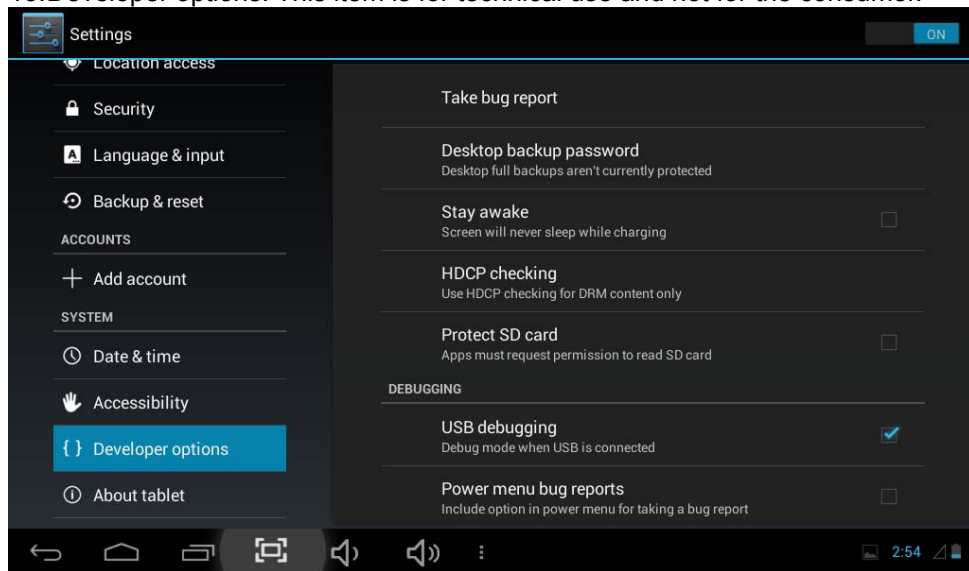 Settings
ON
Location access
Security
Language & input
Backup & reset
ACCOUNTS
Add account
SYSTEM
Date & time
Accessibility
{ } Developer options
About tablet
Take bug report
Desktop backup password
Desktop full backups aren't currently protected
Stay awake
Screen will never sleep while charging
HDCP checking
Use HDCP checking for DRM content only
Protect SD card
Apps must request permission to read SD card
DEBUGGING
USB debugging
Debug mode when USB is connected
Power menu bug reports
Include option in power menu for taking a bug report
2:54